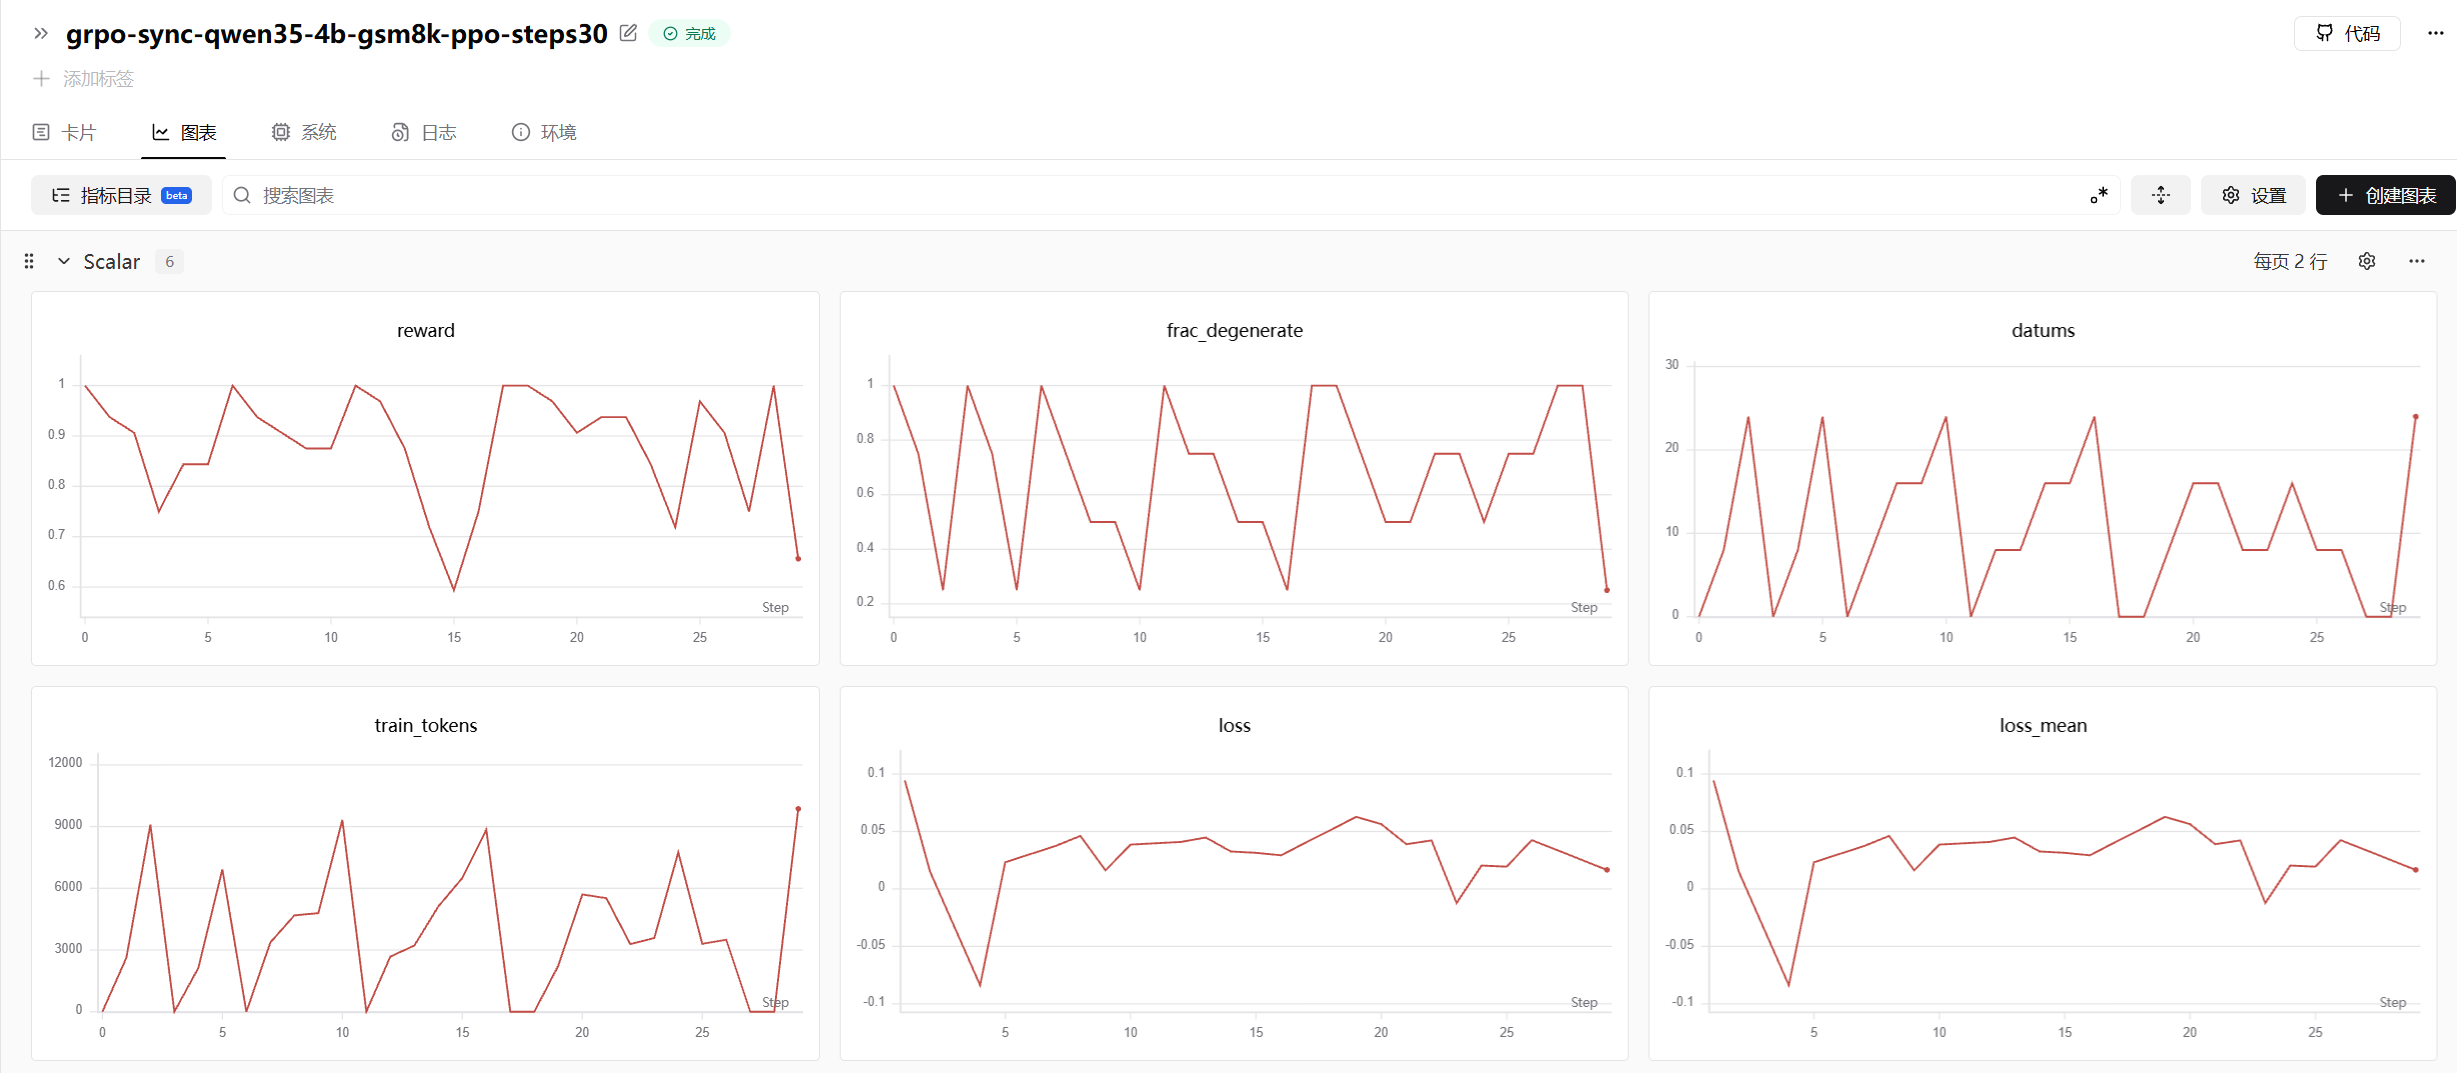 grpo-sync-qwen35-4b-gsm8k-ppo-steps30 完成 代码
添加标签
卡片 图表 系统 日志 环境
指标目录 beta 搜索图表 设置 创建图表
Scalar 6 每页 2 行
reward
1
0.9
0.8
0.7
0.6
Step
0 5 10 15 20 25
frac_degenerate
1
0.8
0.6
0.4
0.2
Step
0 5 10 15 20 25
datums
30
20
10
0
Step
0 5 10 15 20 25
train_tokens
12000
9000
6000
3000
0
Step
0 5 10 15 20 25
loss
0.1
0.05
0
-0.05
-0.1
Step
5 10 15 20 25
loss_mean
0.1
0.05
0
-0.05
-0.1
Step
5 10 15 20 25